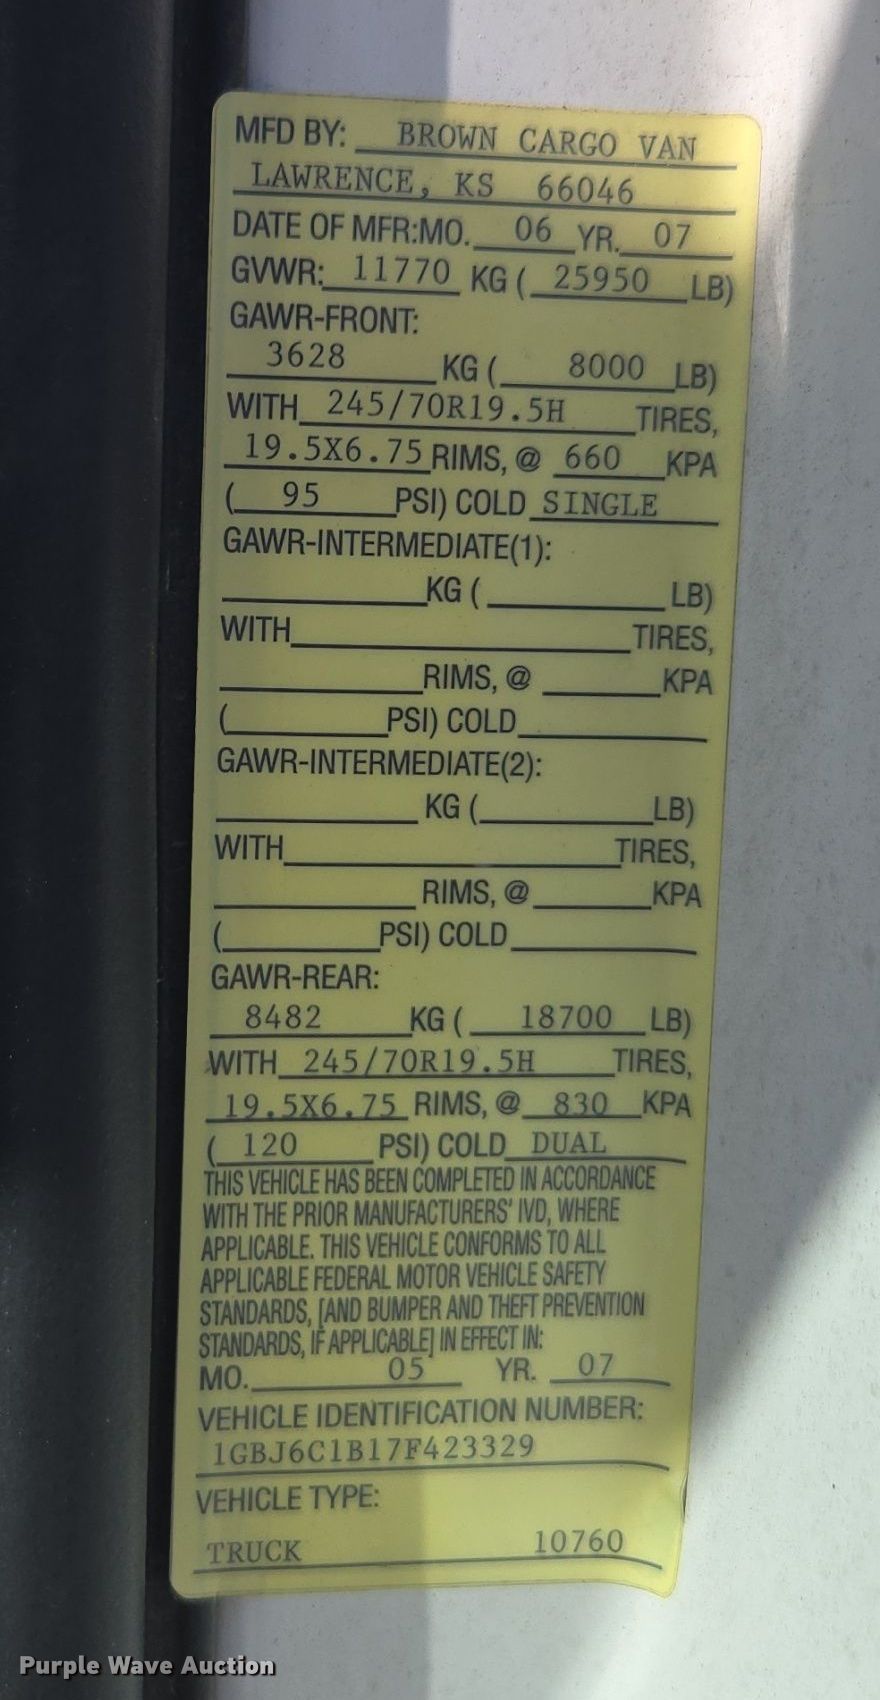 MFD BY: BROWN CARGO VAN
LAWRENCE, KS 66046
DATE OF MFR:MO. 06 YR. 07
GVWR: 11770 KG ( 25950 LB)
GAWR-FRONT:
3628 KG ( 8000 LB)
WITH 245/70R19.5H TIRES,
19.5X6.75 RIMS, @ 660 KPA
( 95 PSI) COLD SINGLE
GAWR-INTERMEDIATE(1):
KG ( LB)
WITH TIRES,
RIMS, @ KPA
( PSI) COLD
GAWR-INTERMEDIATE(2):
KG ( LB)
WITH TIRES,
RIMS, @ KPA
( PSI) COLD
GAWR-REAR:
8482 KG ( 18700 LB)
WITH 245/70R19.5H TIRES,
19.5X6.75 RIMS, @ 830 KPA
( 120 PSI) COLD DUAL
THIS VEHICLE HAS BEEN COMPLETED IN ACCORDANCE
WITH THE PRIOR MANUFACTURERS' IVD, WHERE
APPLICABLE. THIS VEHICLE CONFORMS TO ALL
APPLICABLE FEDERAL MOTOR VEHICLE SAFETY
STANDARDS, [AND BUMPER AND THEFT PREVENTION
STANDARDS, IF APPLICABLE] IN EFFECT IN:
MO. 05 YR. 07
VEHICLE IDENTIFICATION NUMBER:
1GBJ6C1B17F423329
VEHICLE TYPE:
TRUCK 10760
Purple Wave Auction